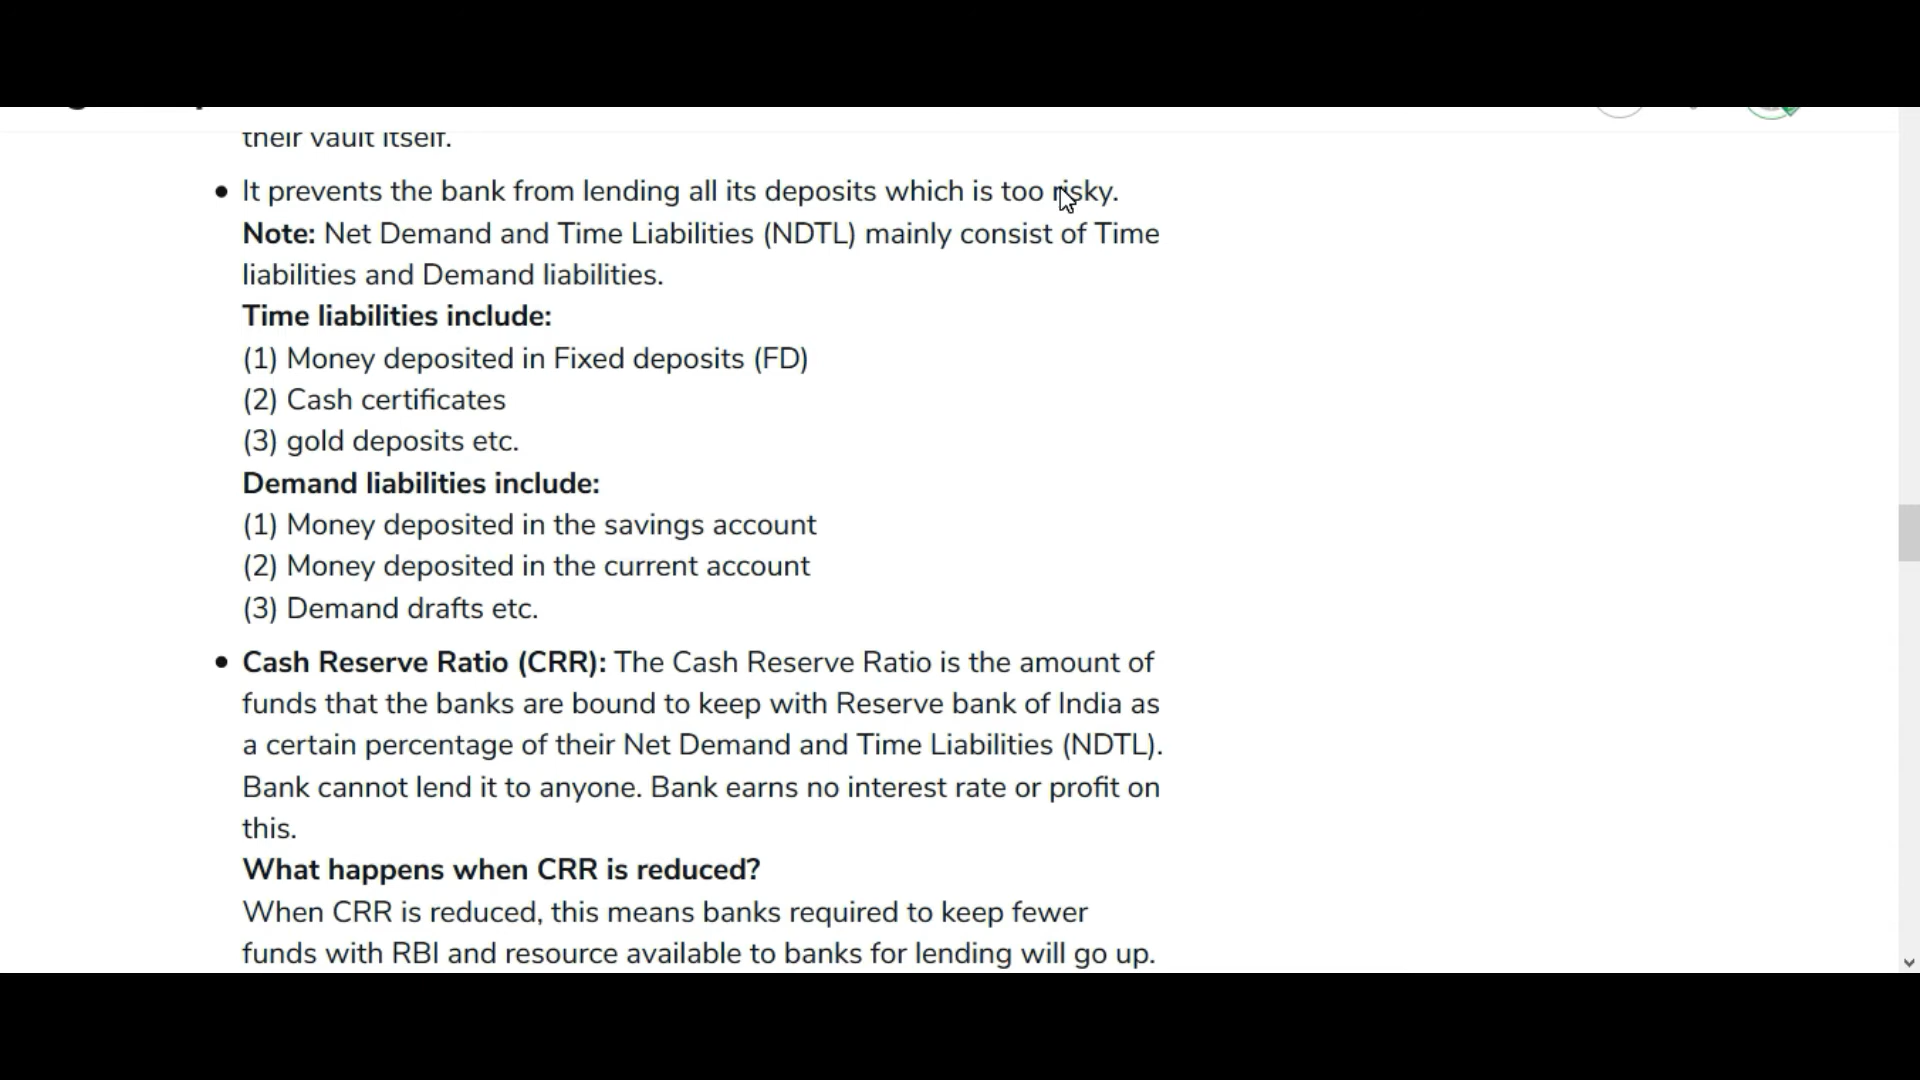 their vault itself.
• It prevents the bank from lending all its deposits which is too risky.
Note: Net Demand and Time Liabilities (NDTL) mainly consist of Time
liabilities and Demand liabilities.
Time liabilities include:
(1) Money deposited in Fixed deposits (FD)
(2) Cash certificates
(3) gold deposits etc.
Demand liabilities include:
(1) Money deposited in the savings account
(2) Money deposited in the current account
(3) Demand drafts etc.
• Cash Reserve Ratio (CRR): The Cash Reserve Ratio is the amount of
funds that the banks are bound to keep with Reserve bank of India as
a certain percentage of their Net Demand and Time Liabilities (NDTL).
Bank cannot lend it to anyone. Bank earns no interest rate or profit on
this.
What happens when CRR is reduced?
When CRR is reduced, this means banks required to keep fewer
funds with RBI and resource available to banks for lending will go up.